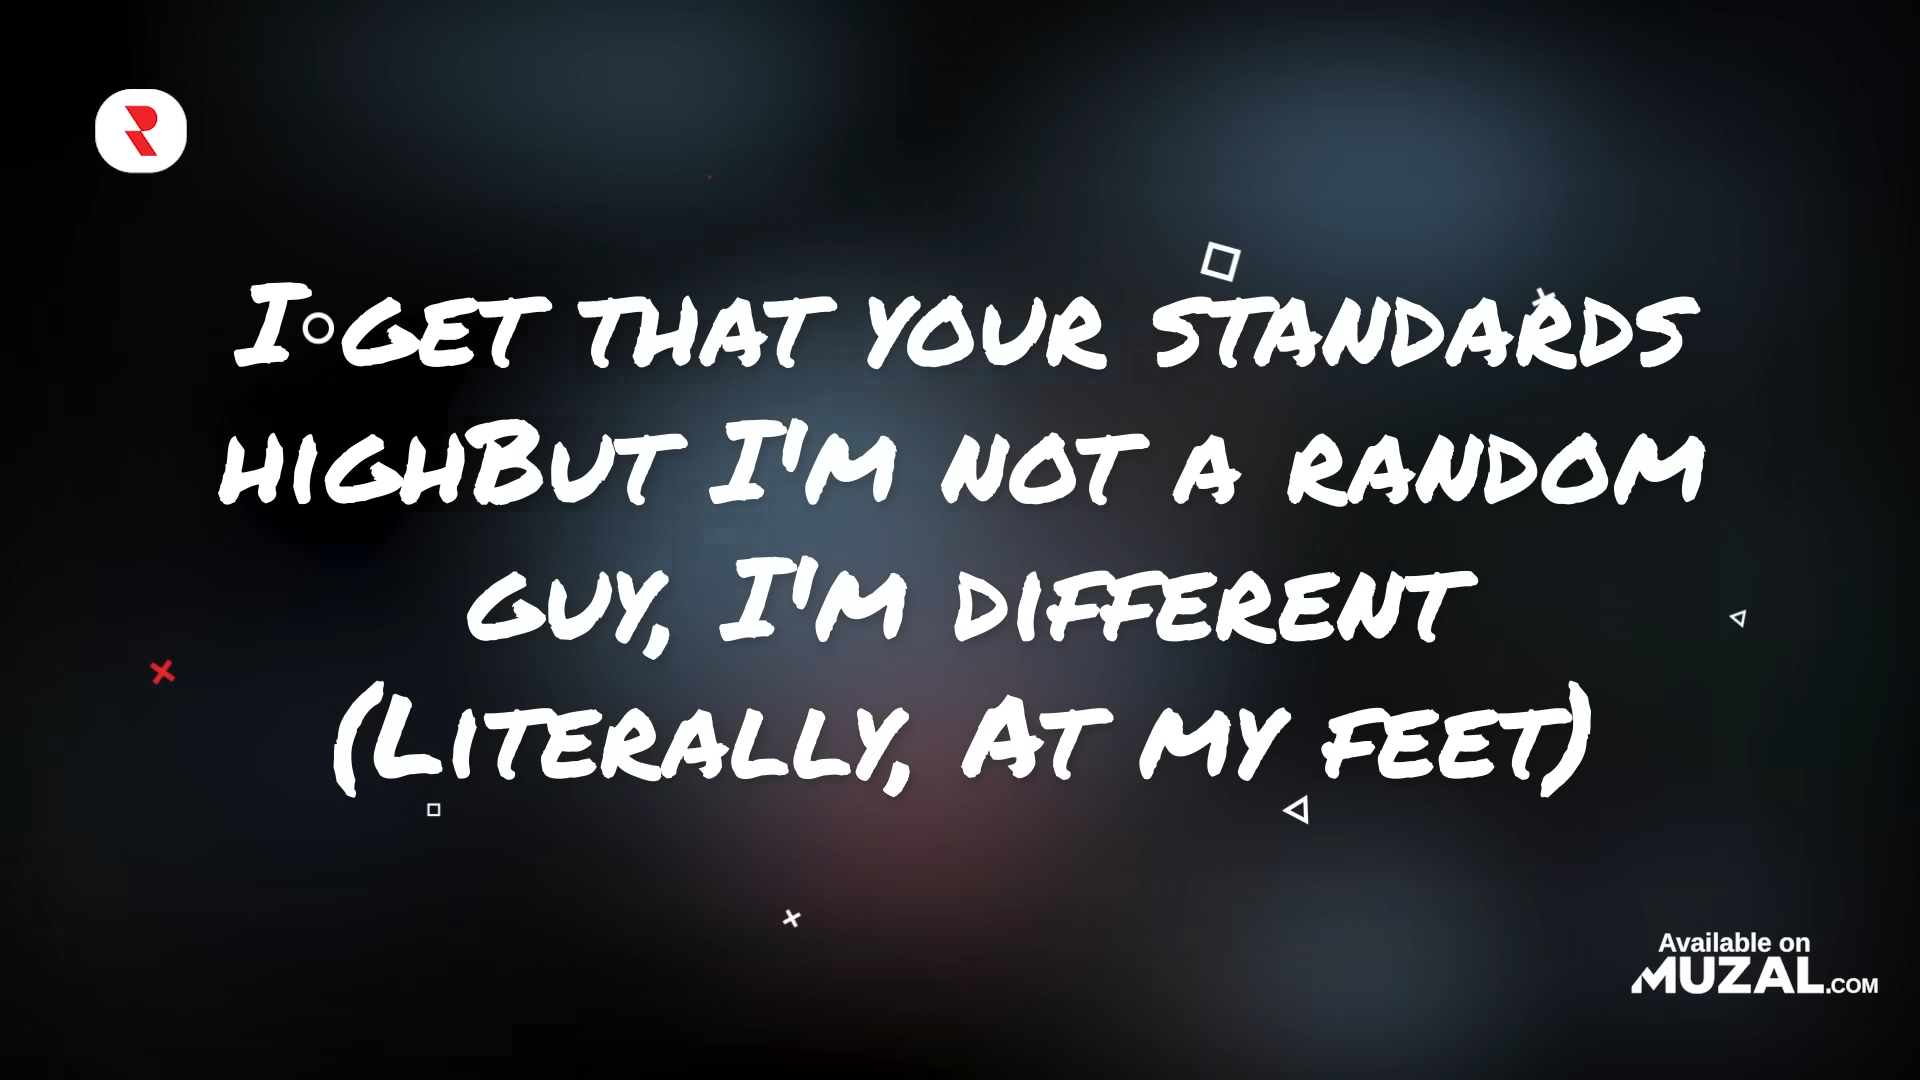 I get that your standards
highBut I'm not a random
guy, I'm different
(Literally, At my feet)
Available on
MUZAL.COM